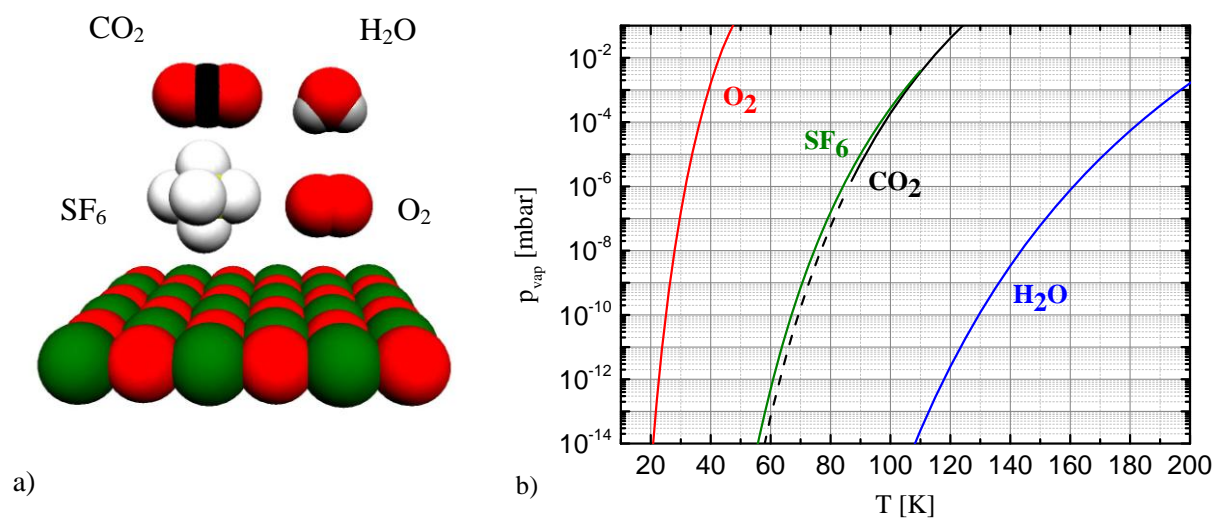 CO₂
H₂O
SF₆
O₂
a)
p_vap [mbar]
10⁻²
10⁻⁴
10⁻⁶
10⁻⁸
10⁻¹⁰
10⁻¹²
10⁻¹⁴
O₂
SF₆
CO₂
H₂O
20 40 60 80 100 120 140 160 180 200
T [K]
b)